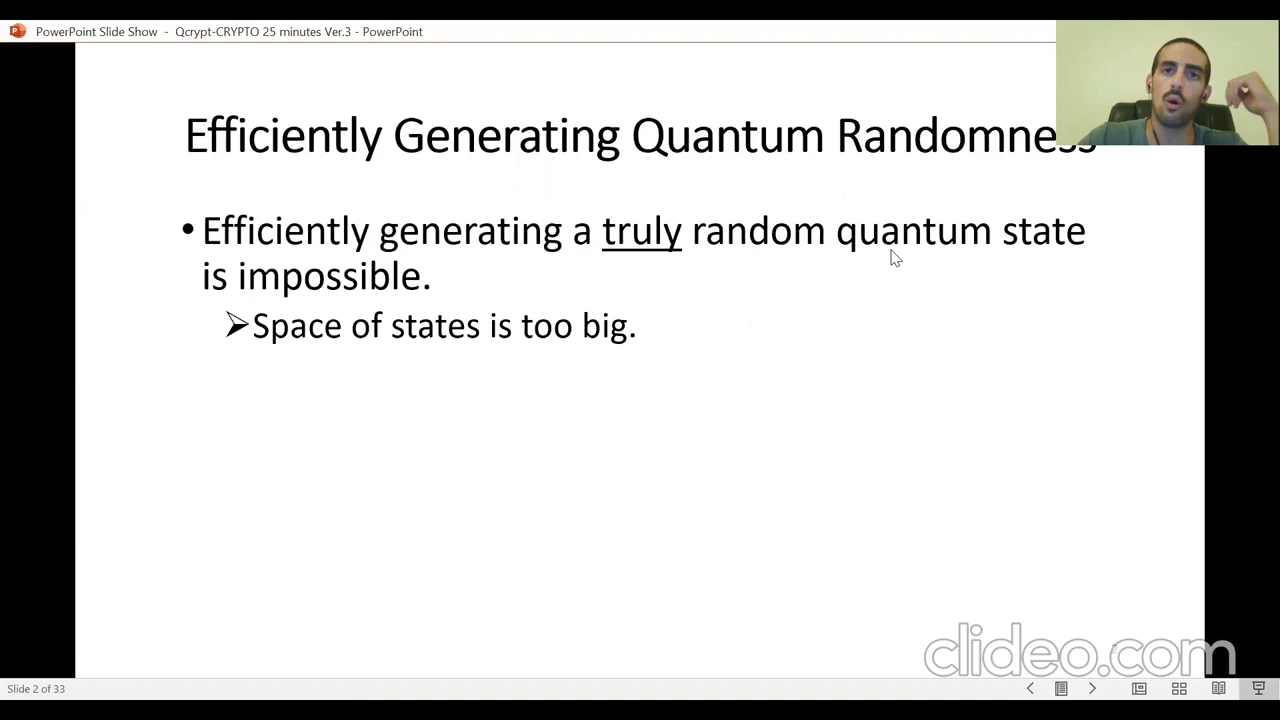 PowerPoint Slide Show - Qcrypt-CRYPTO 25 minutes Ver.3 - PowerPoint
Efficiently Generating Quantum Randomness
• Efficiently generating a truly random quantum state
is impossible.
➢Space of states is too big.
clideo.com
Slide 2 of 33